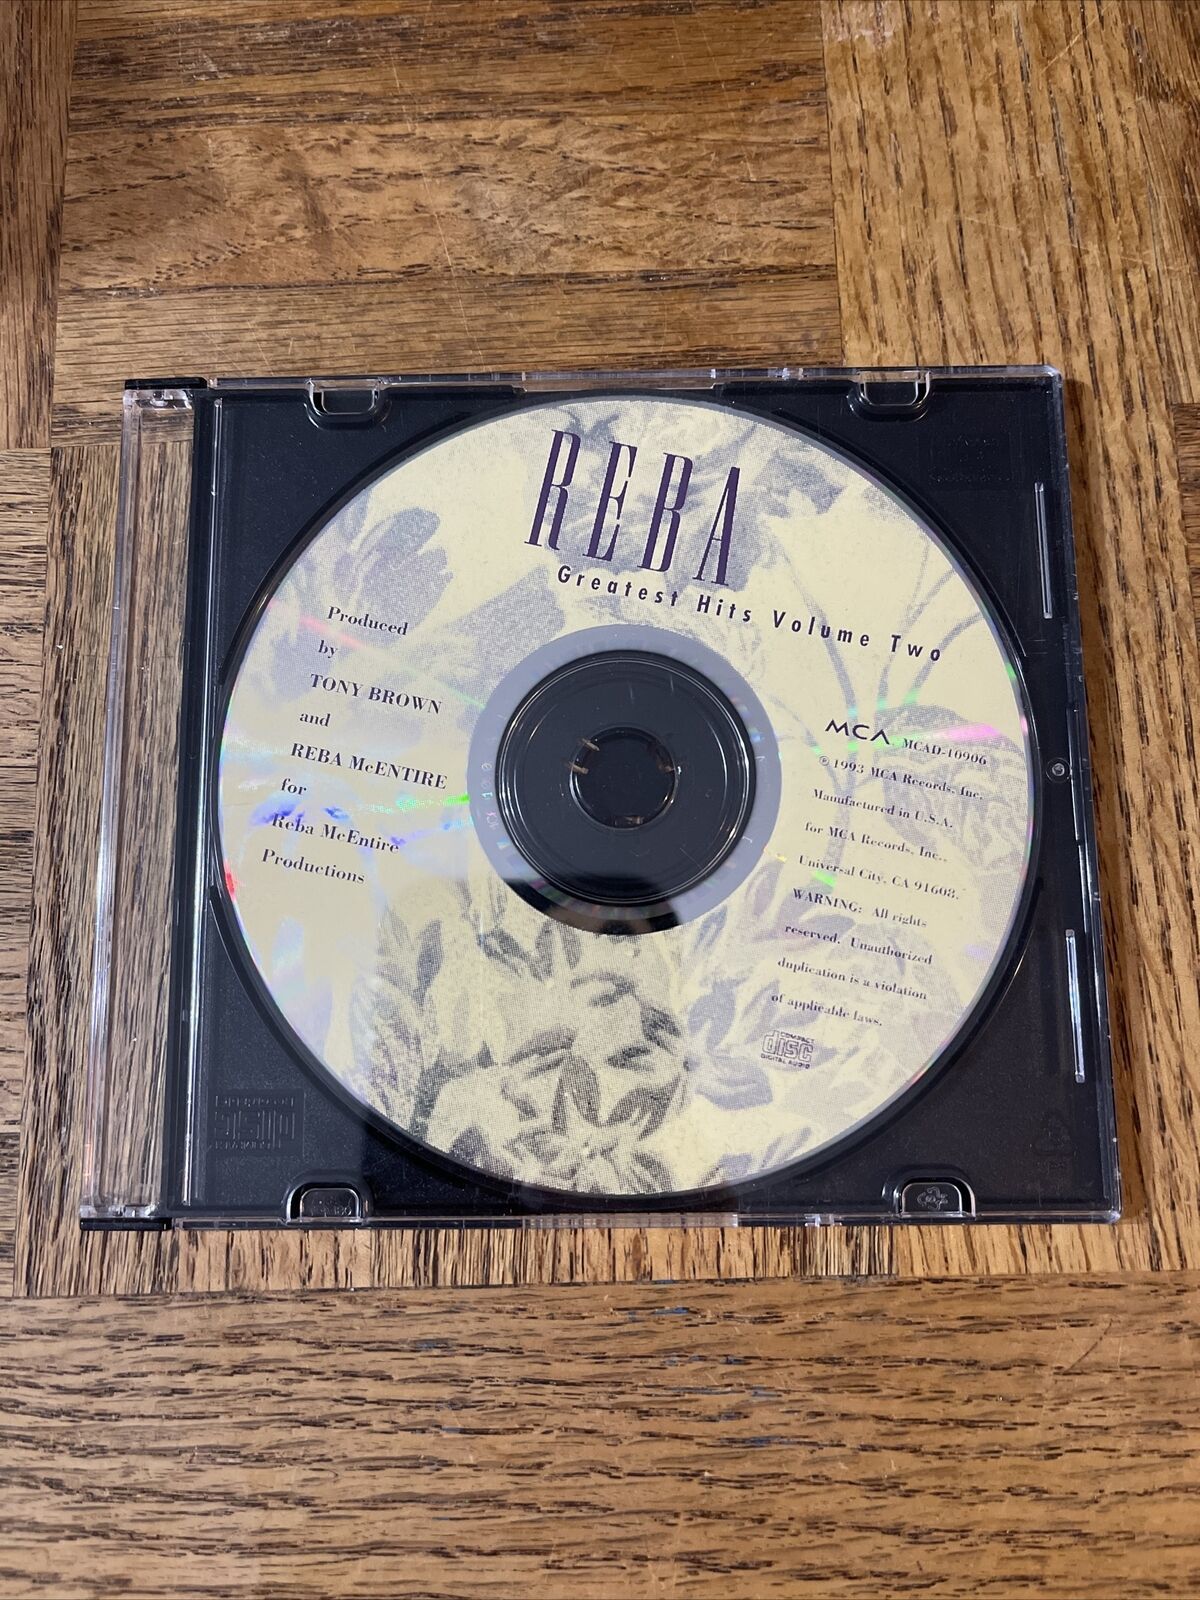 REBA
Greatest Hits Volume Two
Produced
by
TONY BROWN
and
REBA McENTIRE
for
Reba McEntire
Productions
MCA MCAD-10906
℗ 1993 MCA Records, Inc.
Manufactured in U.S.A.
for MCA Records, Inc.,
Universal City, CA 91608.
WARNING: All rights
reserved. Unauthorized
duplication is a violation
of applicable laws.
COMPACT
disc
DIGITAL AUDIO